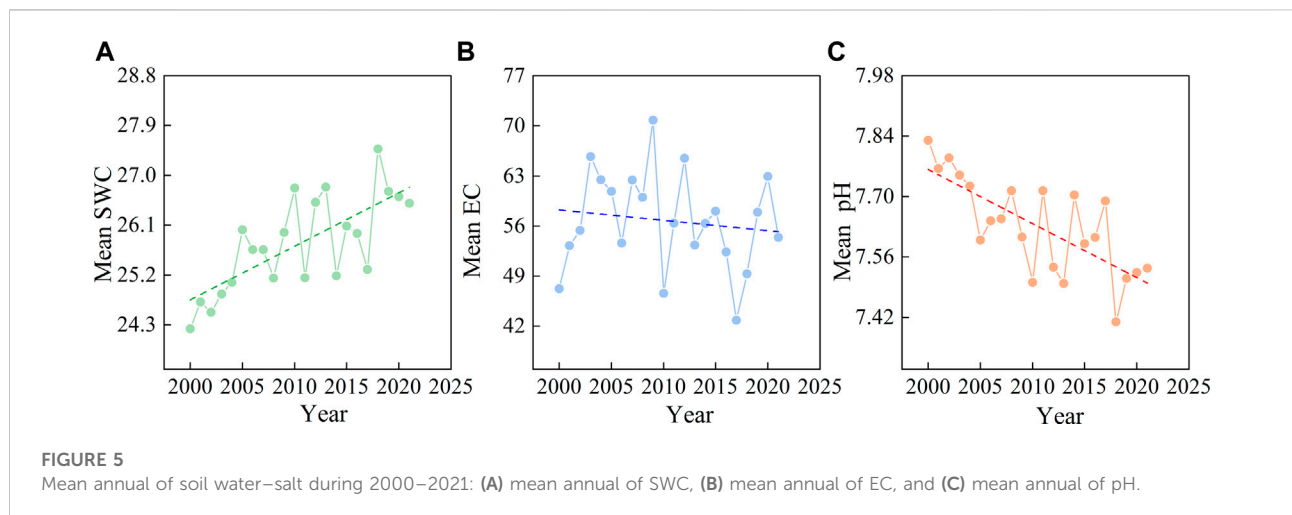 A
28.8
27.9
27.0
26.1
25.2
24.3
Mean SWC
2000 2005 2010 2015 2020 2025
Year
B
77
70
63
56
49
42
Mean EC
2000 2005 2010 2015 2020 2025
Year
C
7.98
7.84
7.70
7.56
7.42
Mean pH
2000 2005 2010 2015 2020 2025
Year
FIGURE 5
Mean annual of soil water–salt during 2000–2021: (A) mean annual of SWC, (B) mean annual of EC, and (C) mean annual of pH.